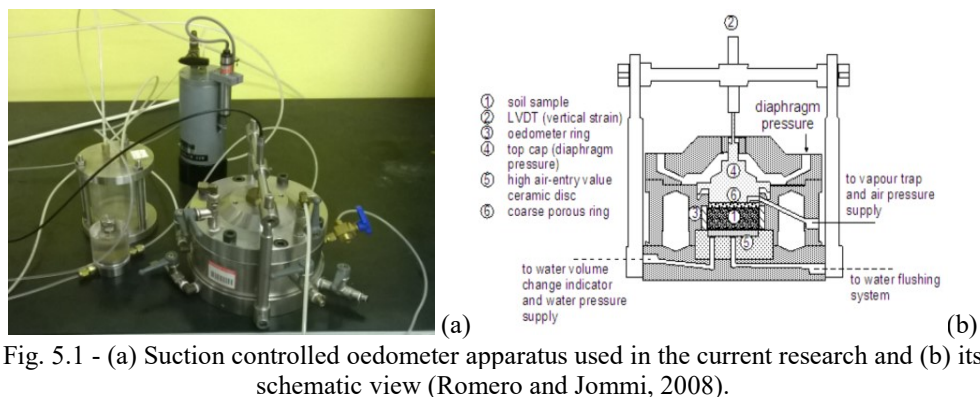 ② 
① soil sample
② LVDT (vertical strain)
③ oedometer ring
④ top cap (diaphragm
pressure)
⑤ high air-entry value
ceramic disc
⑥ coarse porous ring
diaphragm
pressure
④
⑥
③
①
⑤
to vapour trap
and air pressure
supply
to water volume
change indicator
and water pressure
supply
to water flushing
system
(a)
(b)
Fig. 5.1 - (a) Suction controlled oedometer apparatus used in the current research and (b) its
schematic view (Romero and Jommi, 2008).